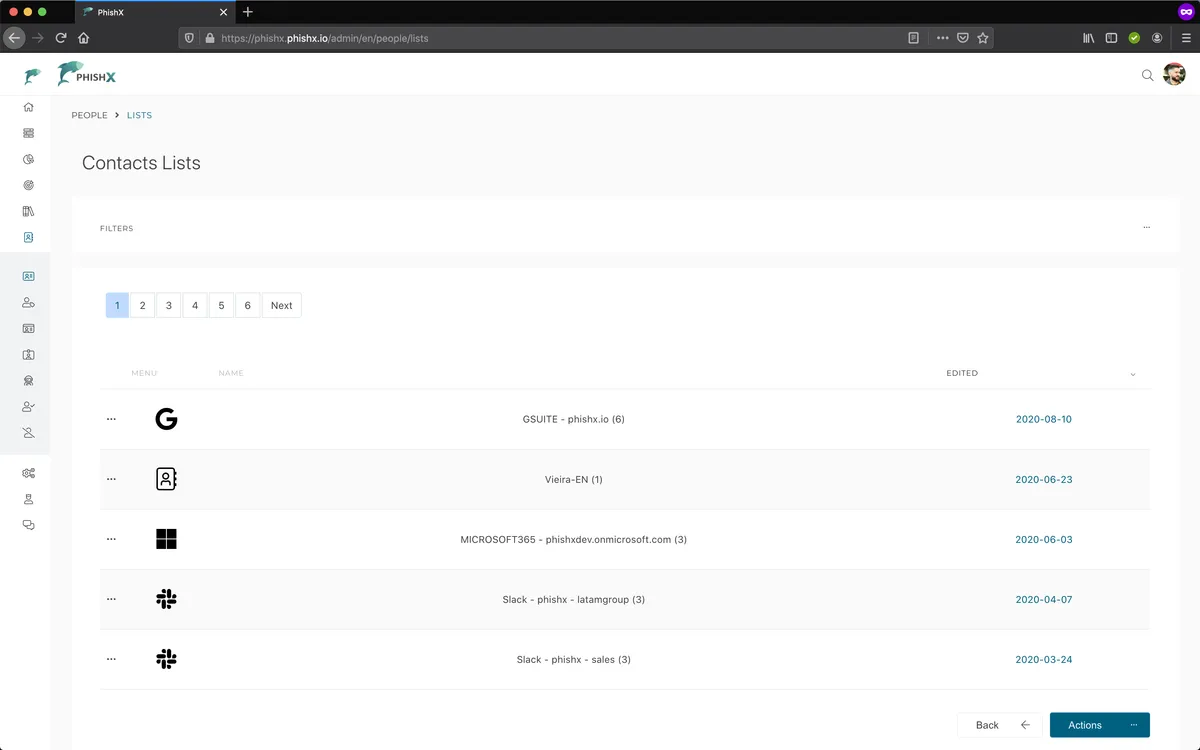 PhishX
https://phishx.phishx.io/admin/en/people/lists
PHISHX
PEOPLE > LISTS
Contacts Lists
FILTERS
1 2 3 4 5 6 Next
MENU NAME EDITED
GSUITE - phishx.io (6) 2020-08-10
Vieira-EN (1) 2020-06-23
MICROSOFT365 - phishxdev.onmicrosoft.com (3) 2020-06-03
Slack - phishx - latamgroup (3) 2020-04-07
Slack - phishx - sales (3) 2020-03-24
Back Actions